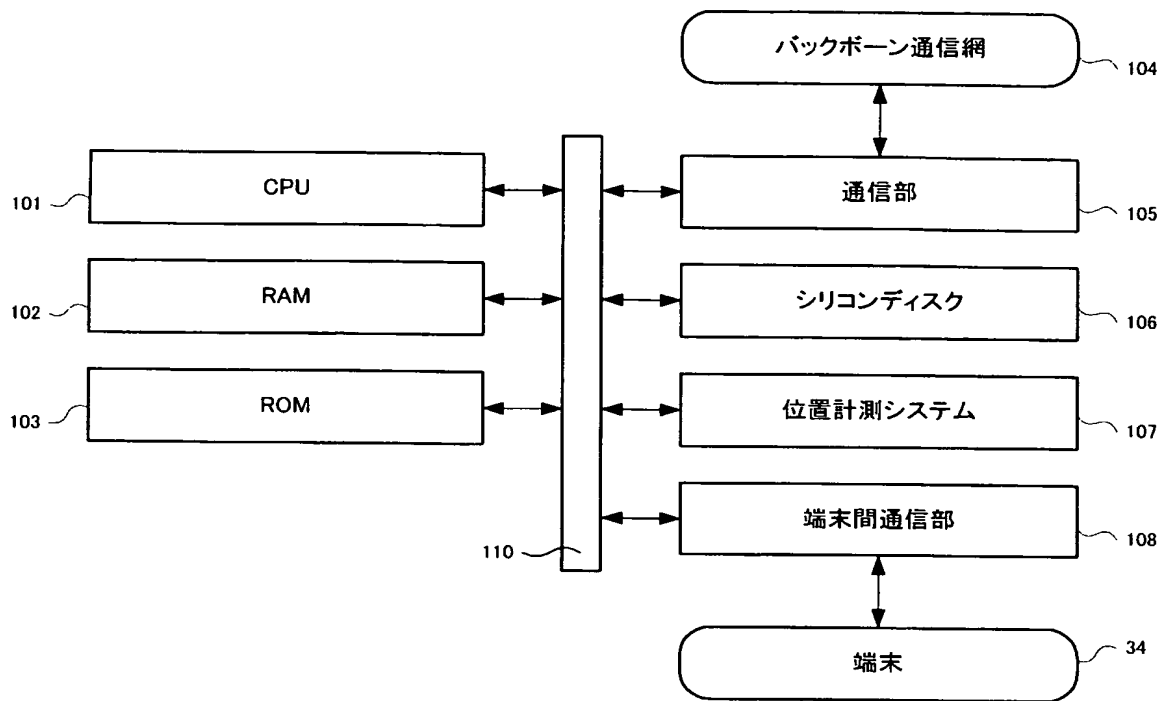 バックボーン通信網
104
CPU
101
通信部
105
RAM
102
シリコンディスク
106
ROM
103
位置計測システム
107
端末間通信部
108
110
端末
34